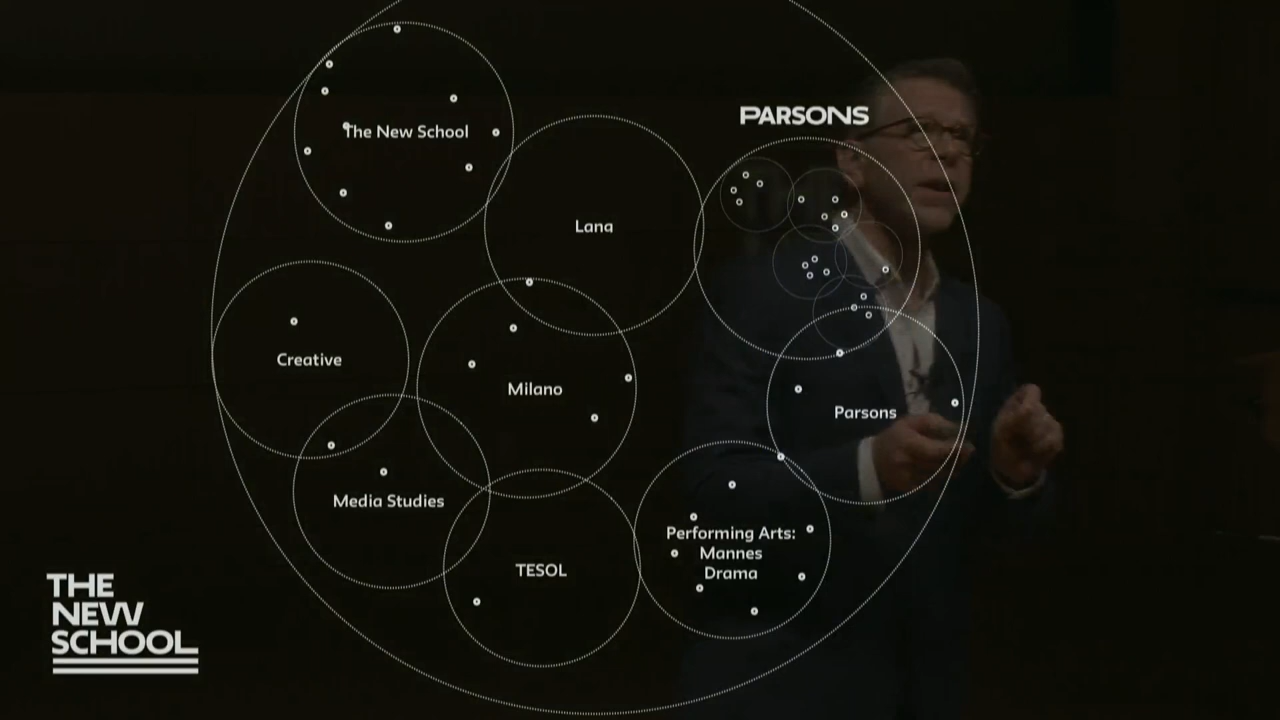 PARSONS
The New School
Lana
Creative
Milano
Parsons
Media Studies
Performing Arts:
Mannes
Drama
TESOL
THE
NEW
SCHOOL